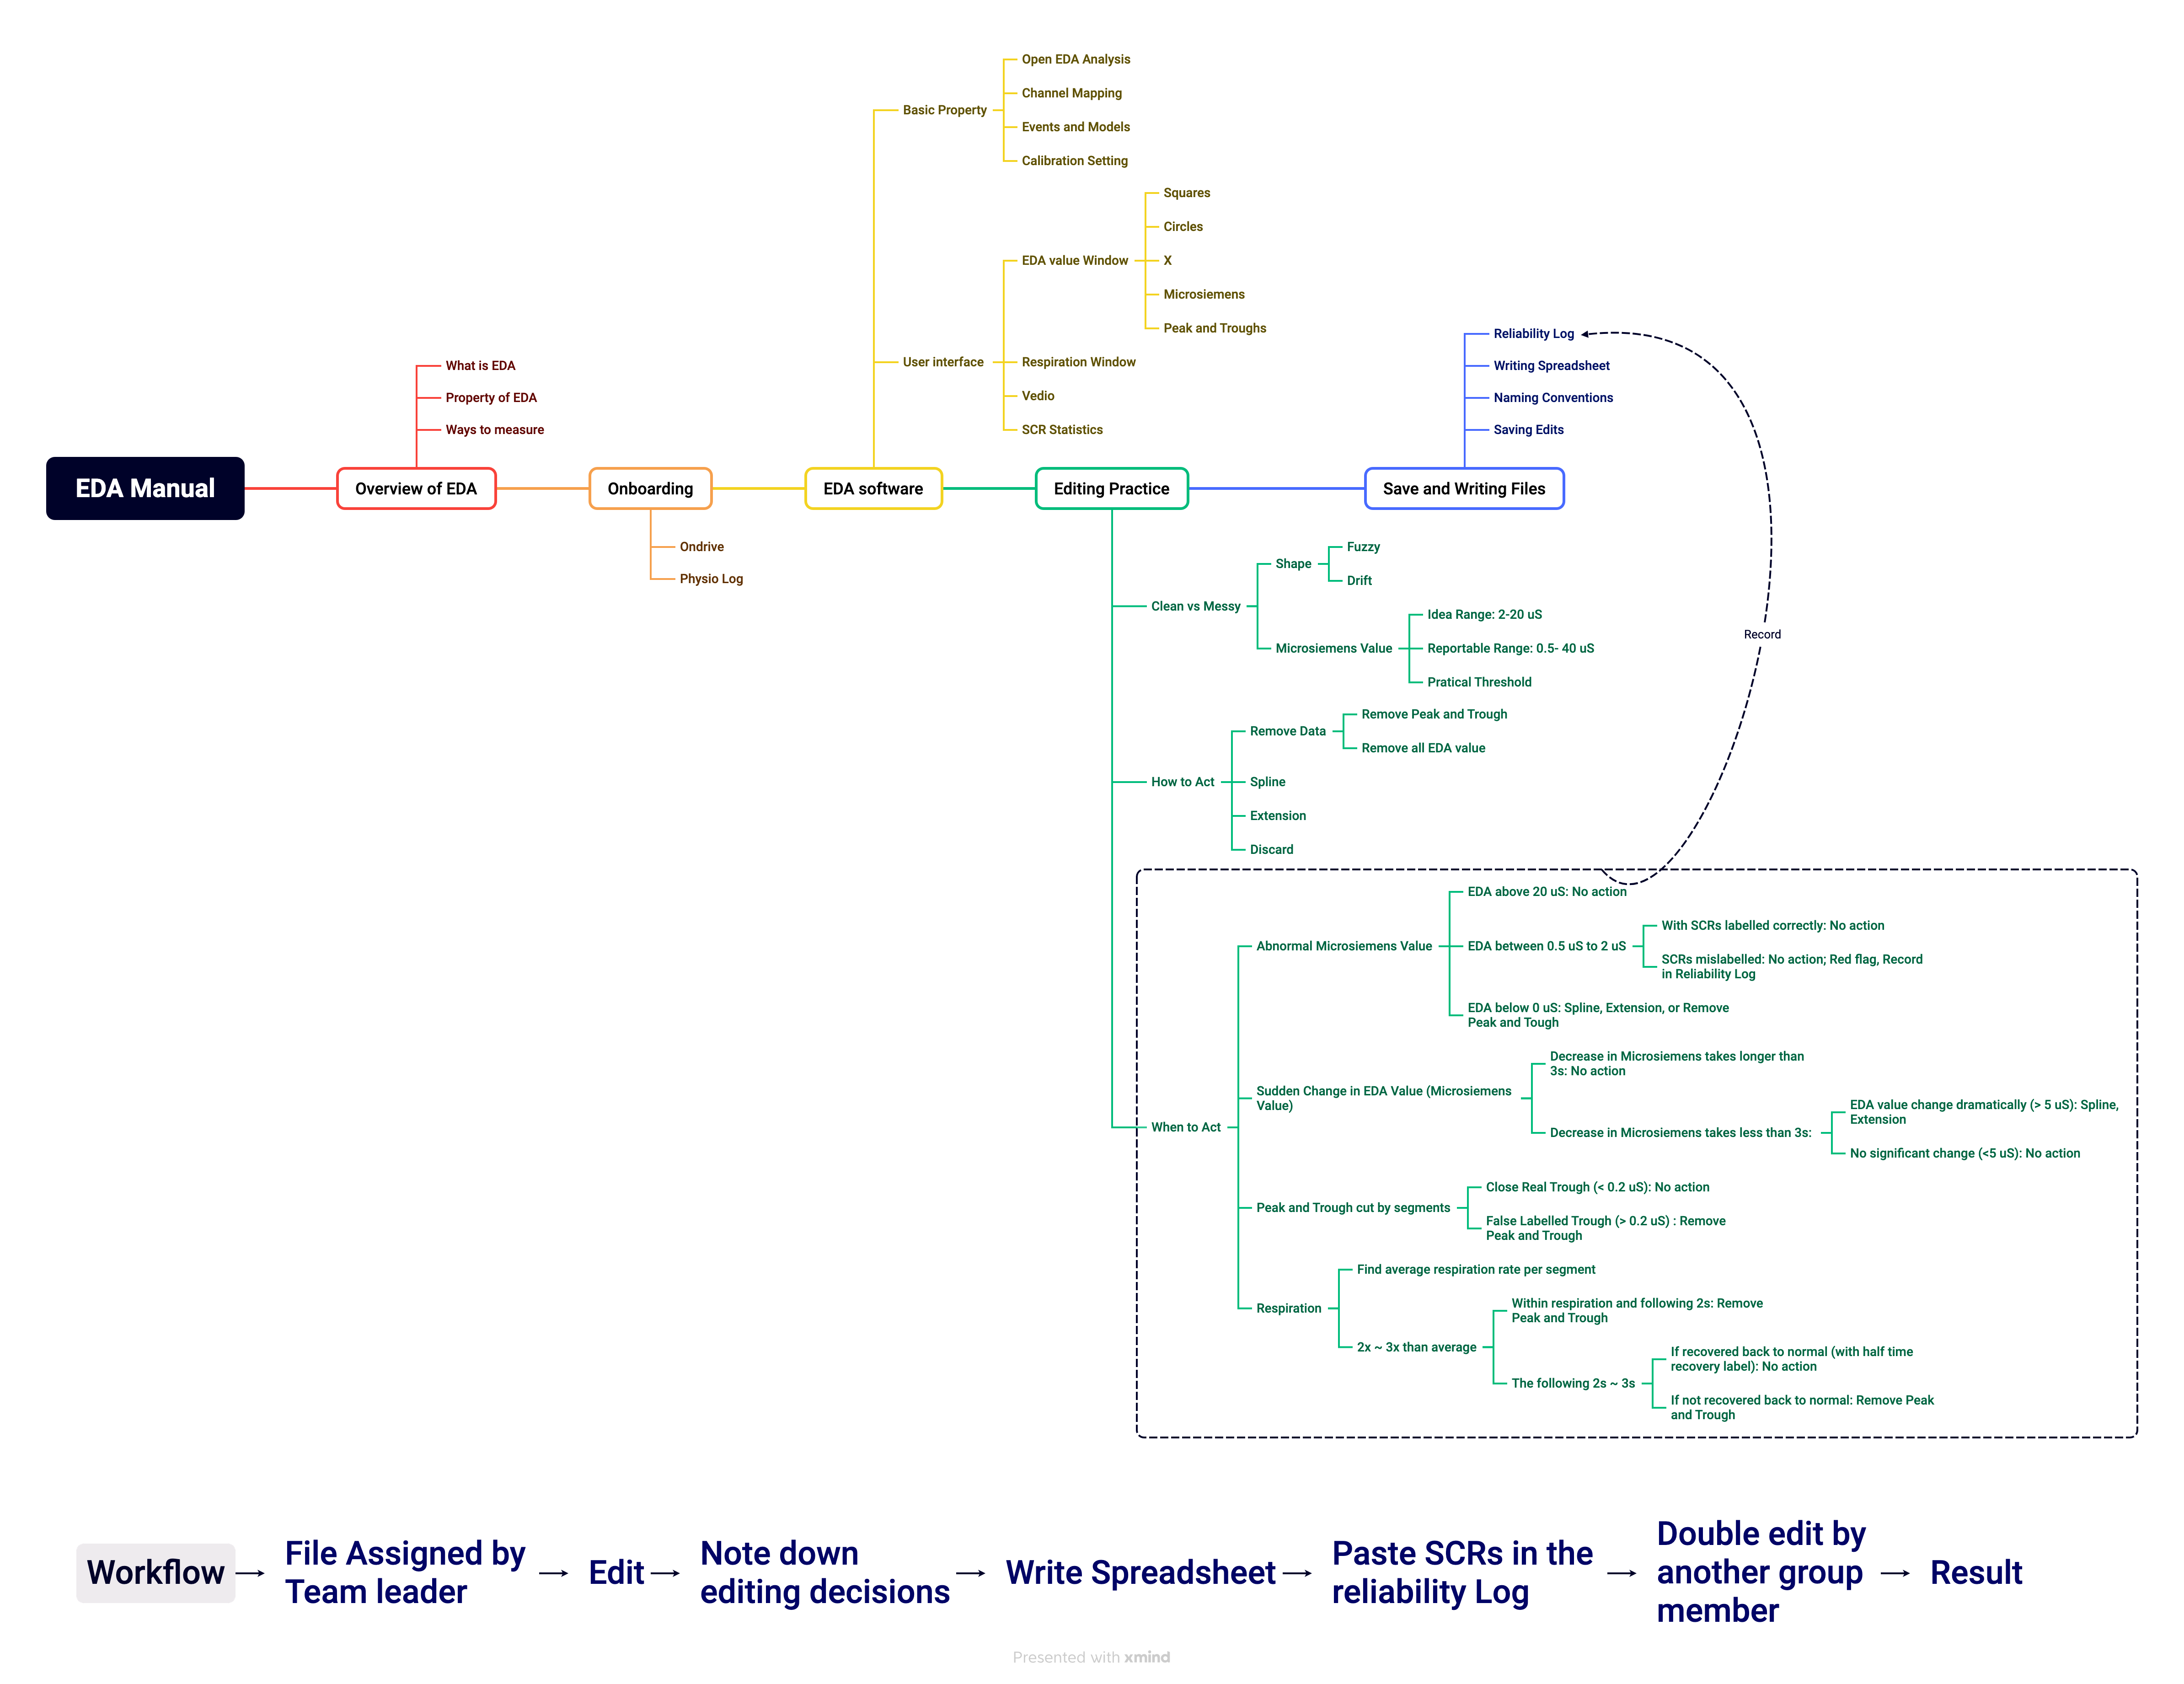 Open EDA Analysis
Channel Mapping
Basic Property
Events and Models
Calibration Setting
Squares
Circles
EDA value Window
X
Microsiemens
Peak and Troughs
User interface
Respiration Window
Vedio
SCR Statistics
Reliability Log
Writing Spreadsheet
Naming Conventions
Saving Edits
What is EDA
Property of EDA
Ways to measure
EDA Manual
Overview of EDA
Onboarding
EDA software
Editing Practice
Save and Writing Files
Ondrive
Physio Log
Clean vs Messy
Shape
Fuzzy
Drift
Microsiemens Value
Idea Range: 2-20 uS
Reportable Range: 0.5- 40 uS
Pratical Threshold
Record
How to Act
Remove Data
Remove Peak and Trough
Remove all EDA value
Spline
Extension
Discard
When to Act
Abnormal Microsiemens Value
EDA above 20 uS: No action
EDA between 0.5 uS to 2 uS
With SCRs labelled correctly: No action
SCRs mislabelled: No action; Red flag, Record
in Reliability Log
EDA below 0 uS: Spline, Extension, or Remove
Peak and Tough
Sudden Change in EDA Value (Microsiemens
Value)
Decrease in Microsiemens takes longer than
3s: No action
Decrease in Microsiemens takes less than 3s:
EDA value change dramatically (> 5 uS): Spline,
Extension
No significant change (<5 uS): No action
Peak and Trough cut by segments
Close Real Trough (< 0.2 uS): No action
False Labelled Trough (> 0.2 uS) : Remove
Peak and Trough
Respiration
Find average respiration rate per segment
2x ~ 3x than average
Within respiration and following 2s: Remove
Peak and Trough
The following 2s ~ 3s
If recovered back to normal (with half time
recovery label): No action
If not recovered back to normal: Remove Peak
and Trough
Workflow
File Assigned by
Team leader
Edit
Note down
editing decisions
Write Spreadsheet
Paste SCRs in the
reliability Log
Double edit by
another group
member
Result
Presented with xmind